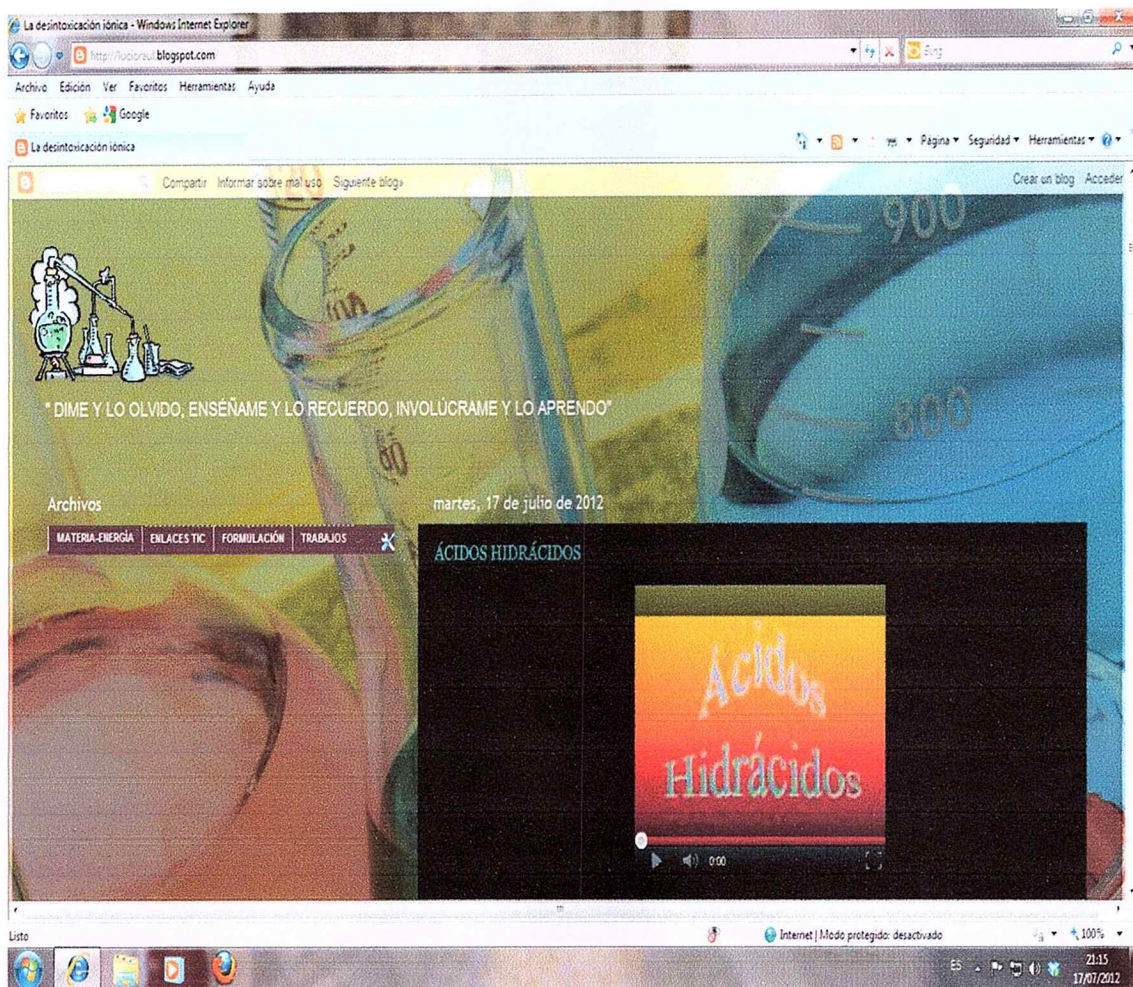 La desintoxicación iónica - Windows Internet Explorer
blogspot.com
Bing
Archivo Edición Ver Favoritos Herramientas Ayuda
Favoritos Google
La desintoxicación iónica
Página Seguridad Herramientas
Compartir Informar sobre mal uso Siguiente blog»
Crear un blog Acceder
900
800
80
" DIME Y LO OLVIDO, ENSÉÑAME Y LO RECUERDO, INVOLÚCRAME Y LO APRENDO"
Archivos
martes, 17 de julio de 2012
MATERIA-ENERGÍA ENLACES TIC FORMULACIÓN TRABAJOS
ÁCIDOS HIDRÁCIDOS
Ácidos
Hidrácidos
0:00
Listo
Internet | Modo protegido: desactivado
100%
ES
21:15
17/07/2012